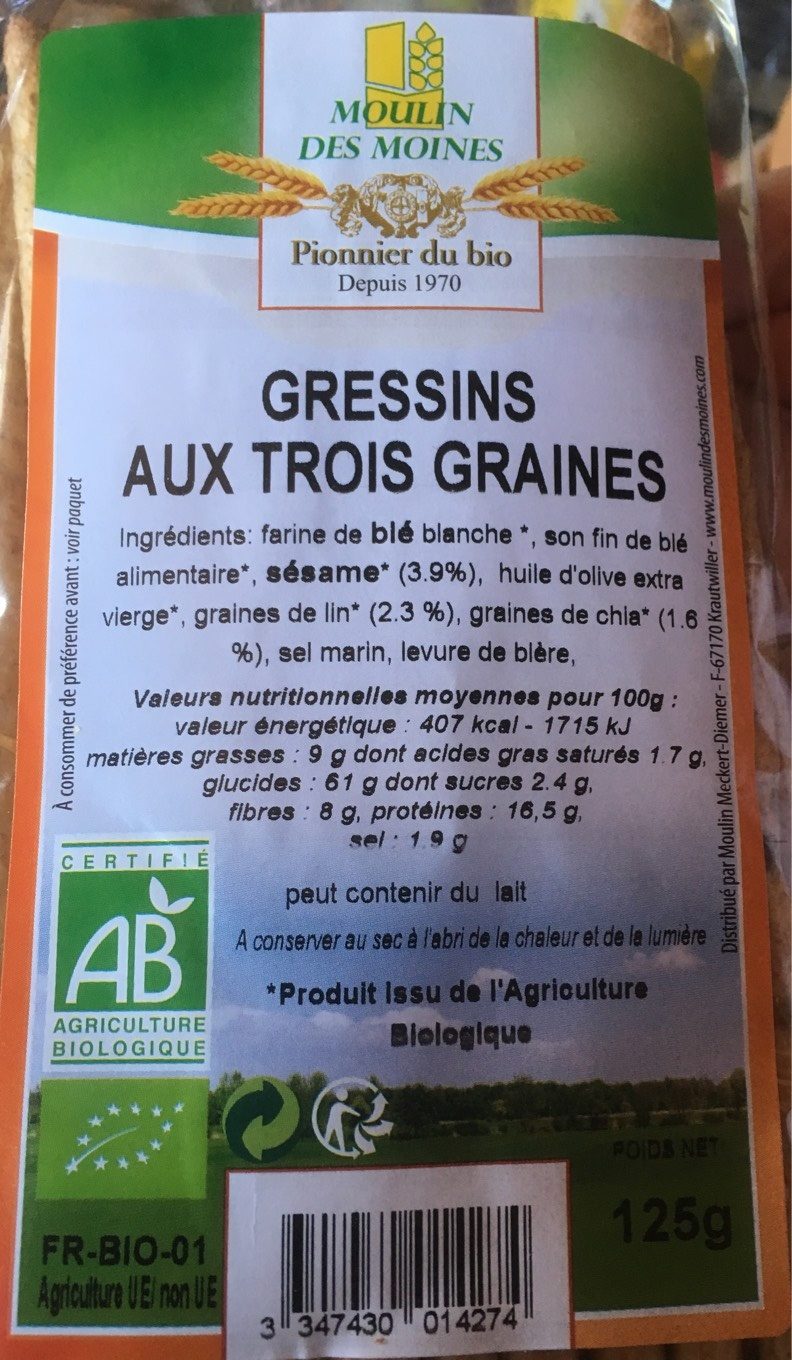 MOULIN
DES MOINES
Pionnier du bio
Depuis 1970
GRESSINS
AUX TROIS GRAINES
Ingrédients: farine de blé blanche *, son fin de blé
alimentaire*, sésame* (3.9%), huile d'olive extra
vierge*, graines de lin* (2.3 %), graines de chia* (1.6
%), sel marin, levure de bière,
Valeurs nutritionnelles moyennes pour 100g :
valeur énergétique : 407 kcal - 1715 kJ
matières grasses : 9 g dont acides gras saturés 1.7 g,
glucides : 61 g dont sucres 2.4 g,
fibres : 8 g, protéines : 16,5 g,
sel : 1.9 g
peut contenir du lait
A conserver au sec à l'abri de la chaleur et de la lumière
*Produit issu de l'Agriculture
Biologique
À consommer de préférence avant : voir paquet
Distribué par Moulin Meckert-Diemer - F-67170 Krautwiller - www.moulindesmoines.com
CERTIFIÉ
AB
AGRICULTURE
BIOLOGIQUE
FR-BIO-01
Agriculture UE/ non UE
POIDS NET
125g
3 347430 014274